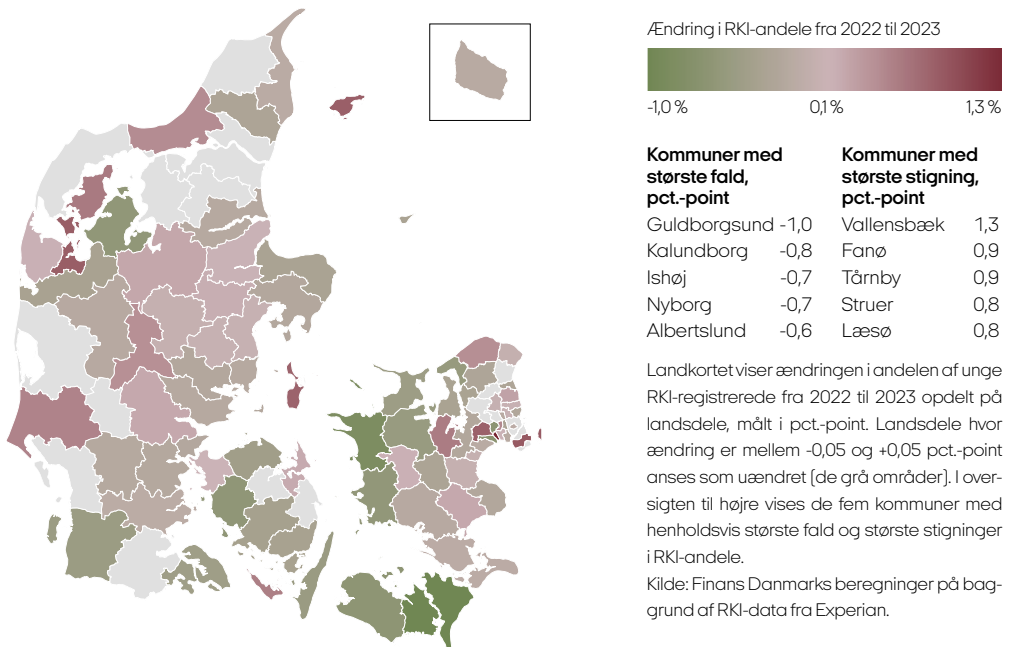 Ændring i RKI-andele fra 2022 til 2023
-1,0 % 0,1 % 1,3 %
Kommuner med
største fald,
pct.-point
Guldborgsund -1,0
Kalundborg -0,8
Ishøj -0,7
Nyborg -0,7
Albertslund -0,6
Kommuner med
største stigning,
pct.-point
Vallensbæk 1,3
Fanø 0,9
Tårnby 0,9
Struer 0,8
Læsø 0,8
Landkortet viser ændringen i andelen af unge
RKI-registrerede fra 2022 til 2023 opdelt på
landsdele, målt i pct.-point. Landsdele hvor
ændring er mellem -0,05 og +0,05 pct.-point
anses som uændret (de grå områder). I over-
sigten til højre vises de fem kommuner med
henholdsvis største fald og største stigninger
i RKI-andele.
Kilde: Finans Danmarks beregninger på bag-
grund af RKI-data fra Experian.